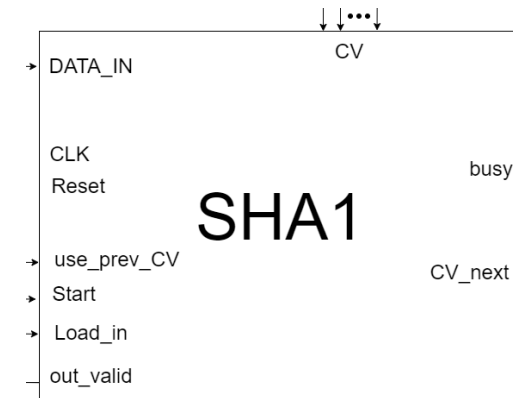 CV
DATA_IN
CLK
Reset
busy
SHA1
use_prev_CV
CV_next
Start
Load_in
out_valid